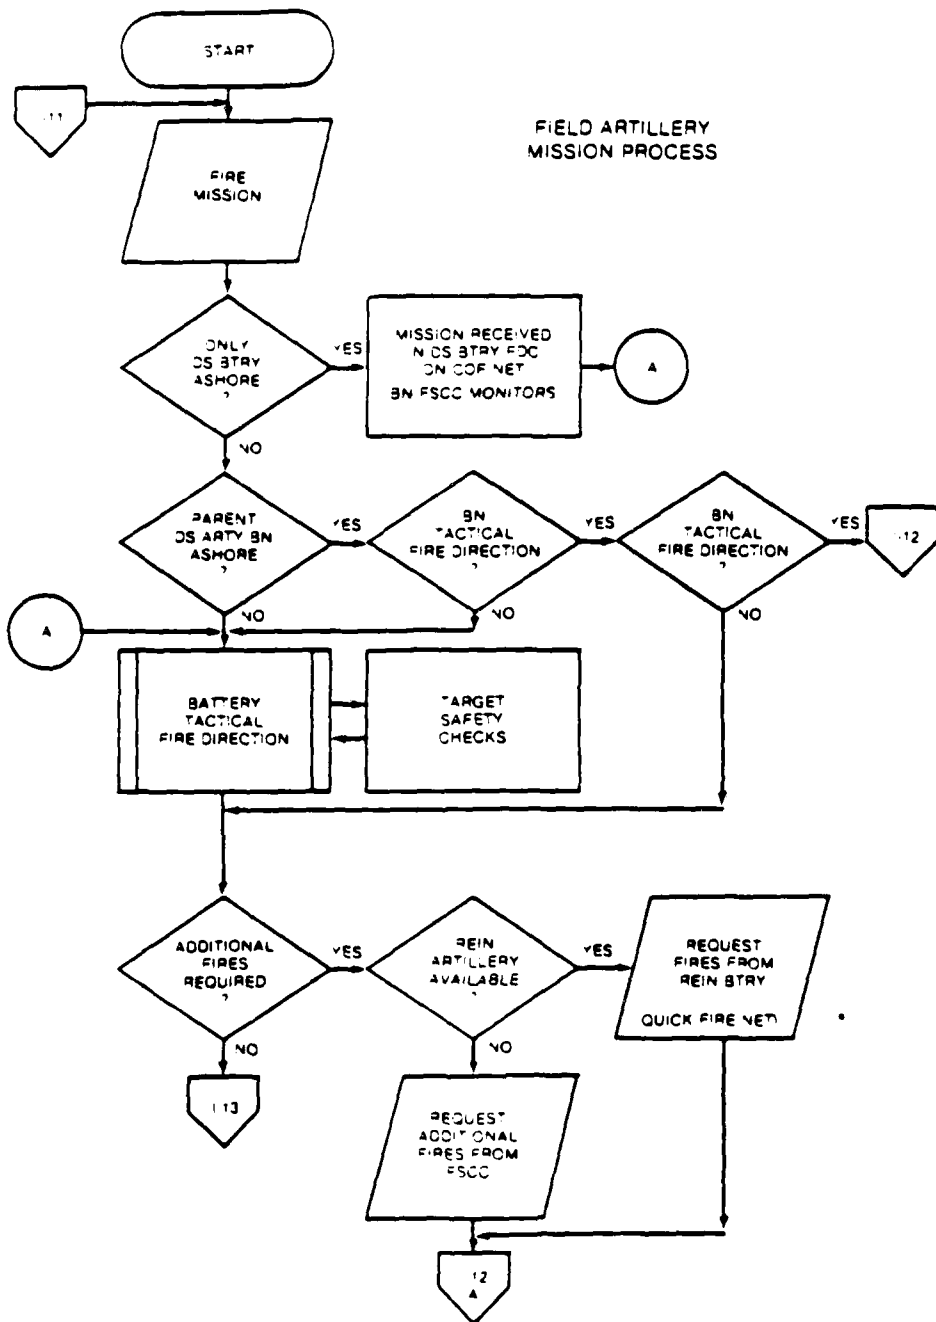 START
FIELD ARTILLERY
MISSION PROCESS
FIRE
MISSION
ONLY
DS BTRY
ASHORE
?
YES
MISSION RECEIVED
IN DS BTRY FDC
ON COF NET
BN FSCC MONITORS
A
NO
PARENT
DS ARTY BN
ASHORE
?
YES
BN
TACTICAL
FIRE DIRECTION
?
YES
BN
TACTICAL
FIRE DIRECTION
?
YES
NO
NO
NO
A
BATTERY
TACTICAL
FIRE DIRECTION
TARGET
SAFETY
CHECKS
ADDITIONAL
FIRES
REQUIRED
?
YES
REIN
ARTILLERY
AVAILABLE
?
YES
REQUEST
FIRES FROM
REIN BTRY
QUICK FIRE NET)
NO
NO
REQUEST
ADDITIONAL
FIRES FROM
FSCC
A